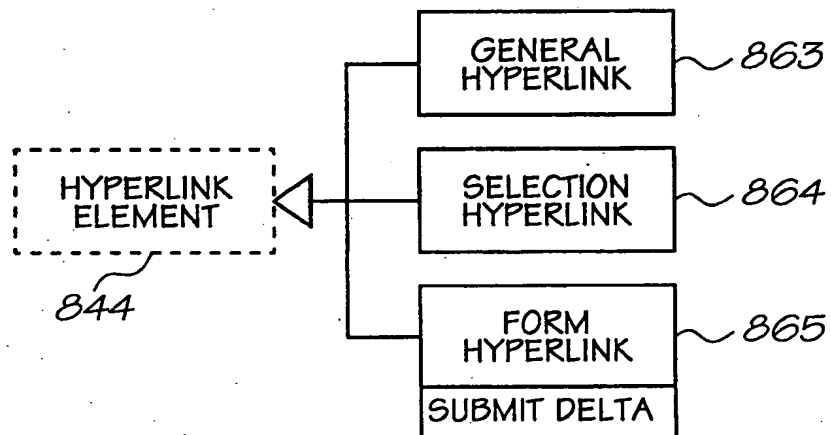 GENERAL
HYPERLINK
863
HYPERLINK
ELEMENT
844
SELECTION
HYPERLINK
864
FORM
HYPERLINK
865
SUBMIT DELTA